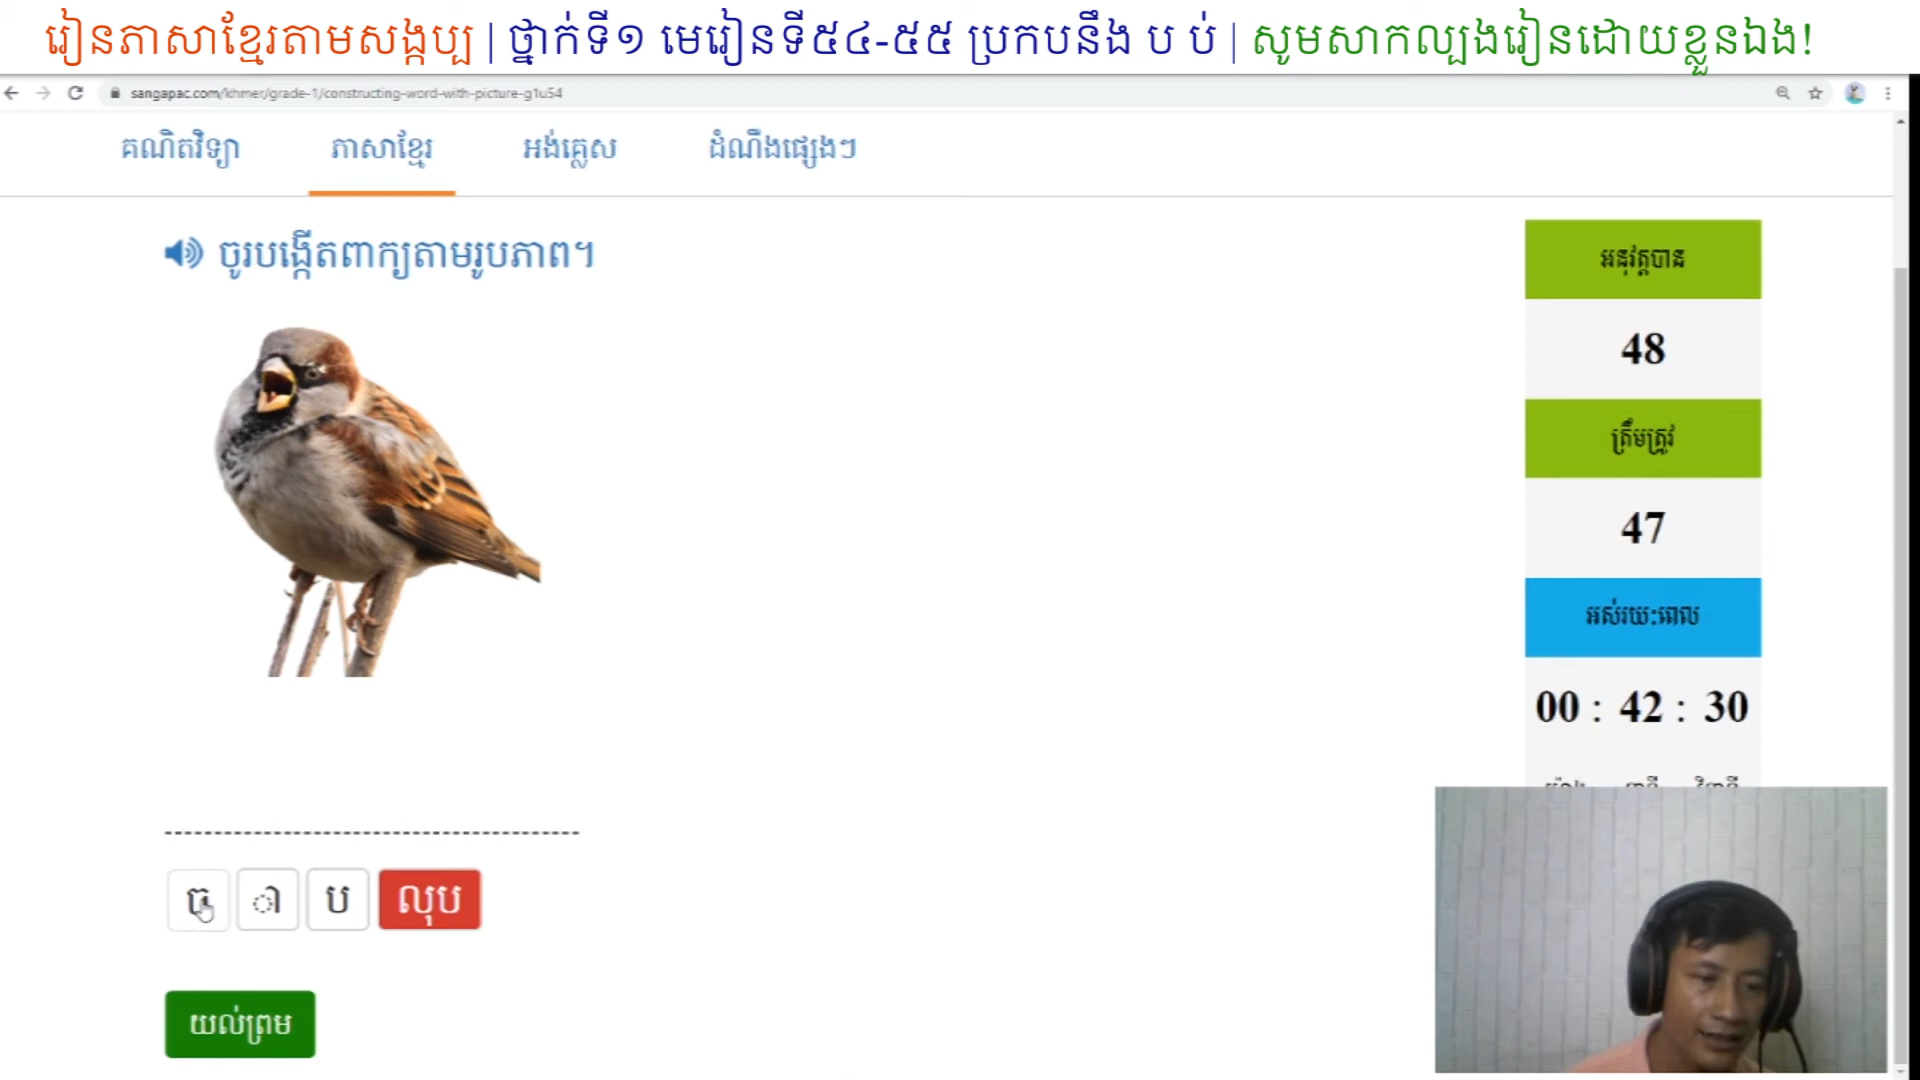 រៀនភាសាខ្មែរតាមសង្កប្ប | ថ្នាក់ទី១ មេរៀនទី៥៤-៥៥ ប្រកបនឹង ប ប់ | សូមសាកល្បងរៀនដោយខ្លួនឯង!
sangapac.com/khmer/grade-1/constructing-word-with-picture-g1u54
គណិតវិទ្យា ភាសាខ្មែរ អង់គ្លេស ដំណឹងផ្សេងៗ
ចូរបង្កើតពាក្យតាមរូបភាព។
អនុវត្តបាន
48
ត្រឹមត្រូវ
47
អស់រយៈពេល
00 : 42 : 30
ច ា ប លុប
យល់ព្រម